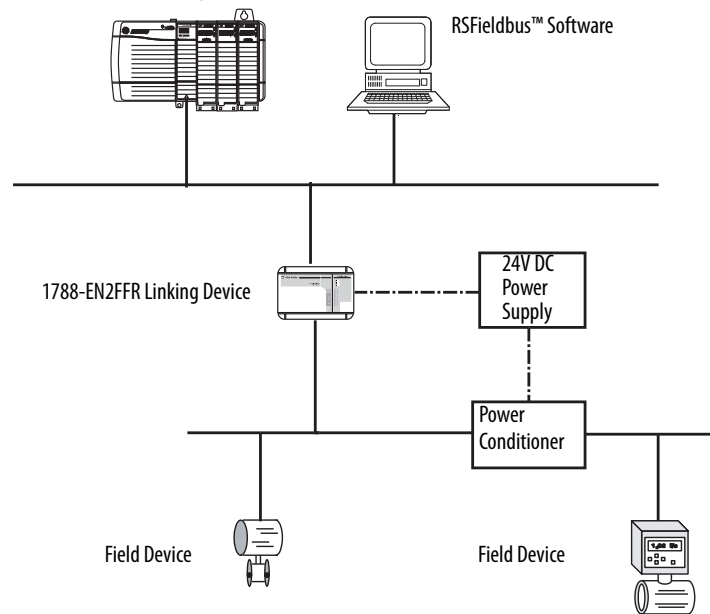 RSFieldbus™ Software
1788-EN2FFR Linking Device
24V DC
Power
Supply
Power
Conditioner
Field Device
Field Device